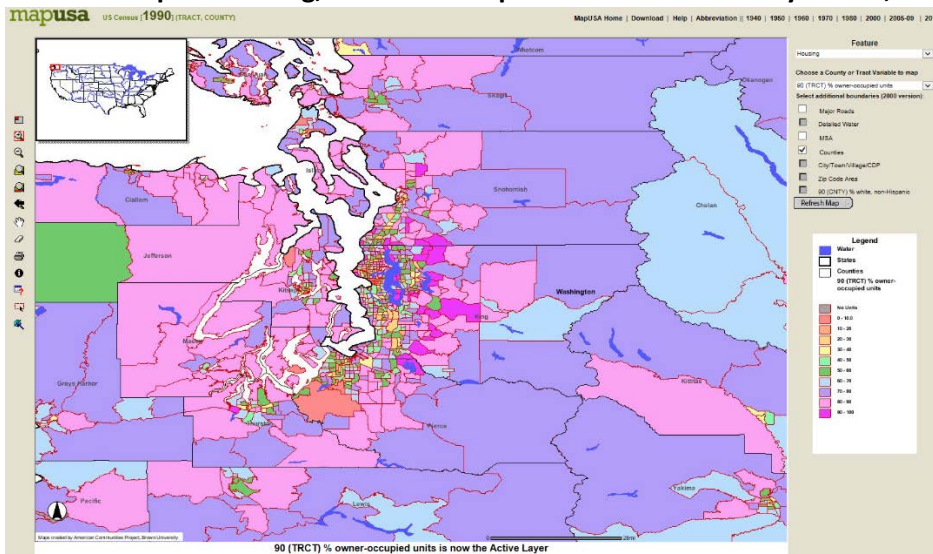 mapusa US Census [1990] (TRACT, COUNTY)
MapUSA Home | Download | Help | Abbreviation || 1940 | 1950 | 1960 | 1970 | 1980 | 2000 | 2005-09 | 20
Feature
Housing
Choose a County or Tract Variable to map
90 (TRCT) % owner-occupied units
Select additional boundaries (2000 version):
Major Roads
Detailed Water
MSA
Counties
City/Town/Village/CDP
Zip Code Area
90 (CNTY) % white, non-Hispanic
Refresh Map
Whatcom
Okanogan
Skagit
Snohomish
Clallam
Chelan
Jefferson
Washington
King
Mason
Grays Harbor
Kittitas
Thurston
Pierce
Pacific
Lewis
Yakima
Legend
Water
States
Counties
90 (TRCT) % owner-
occupied units
No Units
0 - 10.0
10 - 20
20 - 30
30 - 40
40 - 50
50 - 60
60 - 70
70 - 80
80 - 90
90 - 100
0
28mi
Maps created by American Communities Project, Brown University
90 (TRCT) % owner-occupied units is now the Active Layer